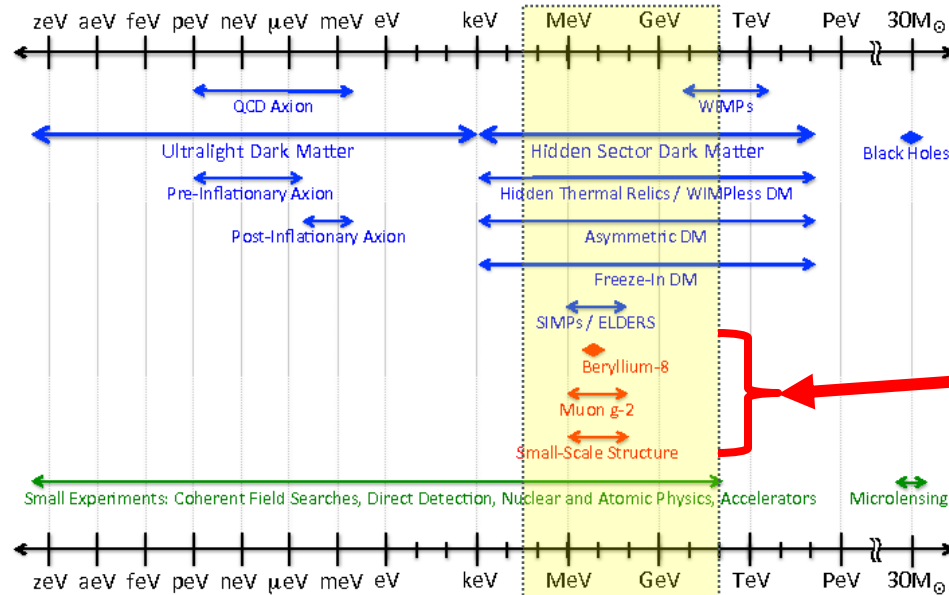 zeV aeV feV peV neV μeV meV eV keV MeV GeV TeV PeV 30M⊙
QCD Axion WIMPs
Ultralight Dark Matter Hidden Sector Dark Matter Black Holes
Pre-Inflationary Axion Hidden Thermal Relics / WIMPless DM
Post-Inflationary Axion Asymmetric DM
Freeze-In DM
SIMPs / ELDERS
Beryllium-8
Muon g-2
Small-Scale Structure
Small Experiments: Coherent Field Searches, Direct Detection, Nuclear and Atomic Physics, Accelerators Microlensing
zeV aeV feV peV neV μeV meV eV keV MeV GeV TeV PeV 30M⊙